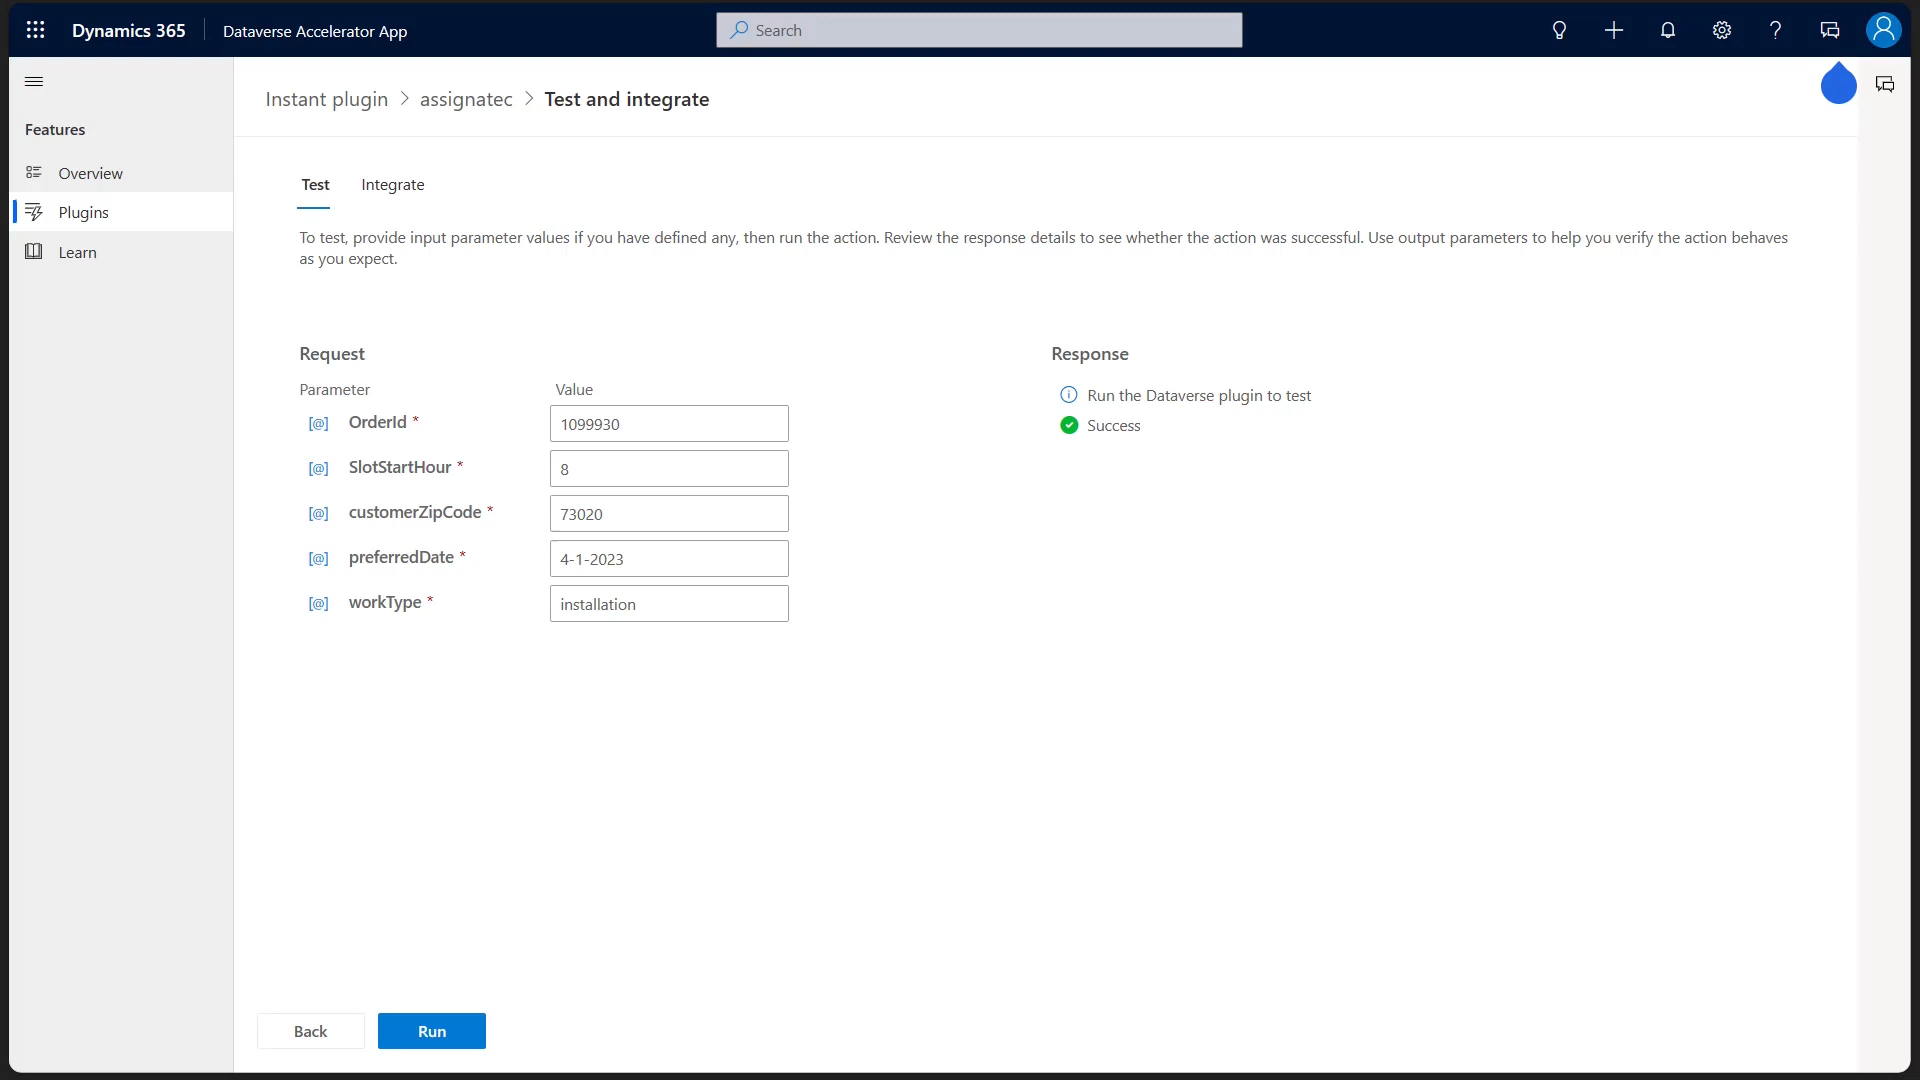 Dynamics 365
Dataverse Accelerator App
Search
Instant plugin > assignatec > Test and integrate
Features
Overview
Plugins
Learn
Test
Integrate
To test, provide input parameter values if you have defined any, then run the action. Review the response details to see whether the action was successful. Use output parameters to help you verify the action behaves
as you expect.
Request
Parameter
Value
[@] OrderId *
1099930
[@] SlotStartHour *
8
[@] customerZipCode *
73020
[@] preferredDate *
4-1-2023
[@] workType *
installation
Response
Run the Dataverse plugin to test
Success
Back
Run